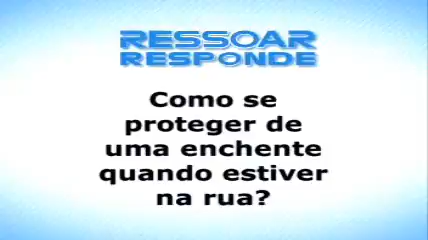 RESSOAR
RESPONDE
Como se
proteger de
uma enchente
quando estiver
na rua?